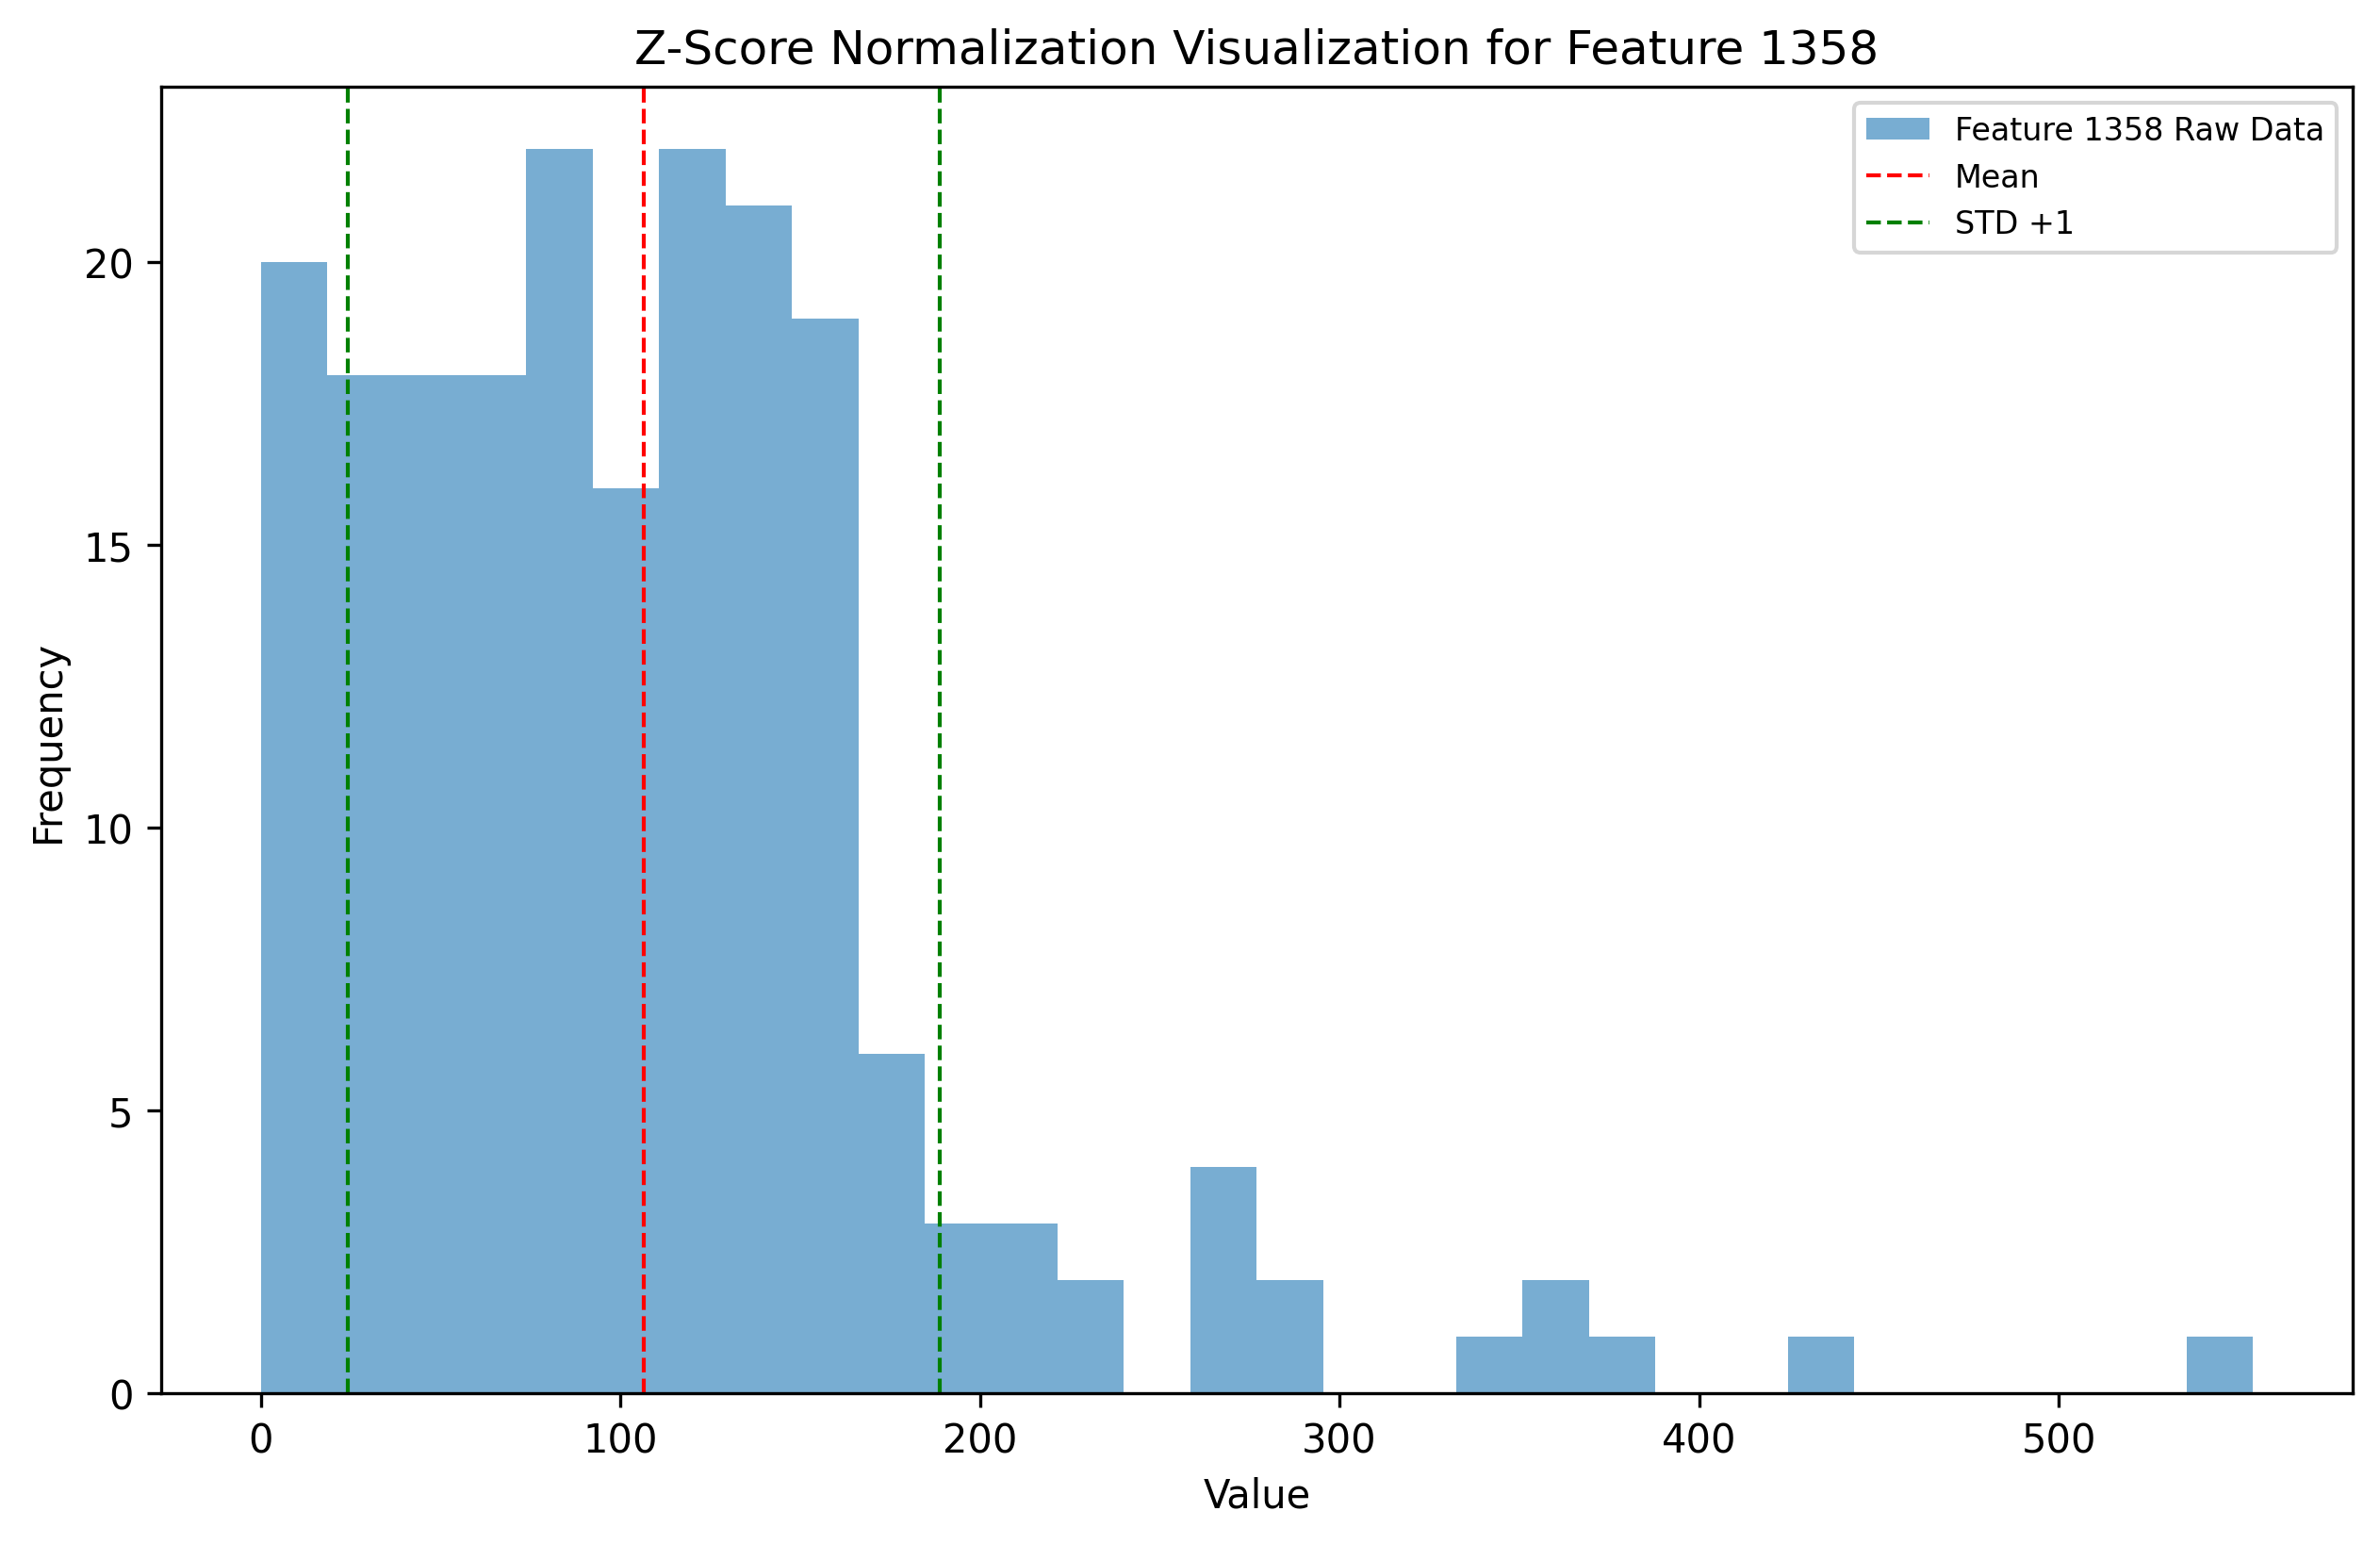 Z-Score Normalization Visualization for Feature 1358
Feature 1358 Raw Data
Mean
STD +1
20
15
10
5
0
Frequency
0 100 200 300 400 500
Value